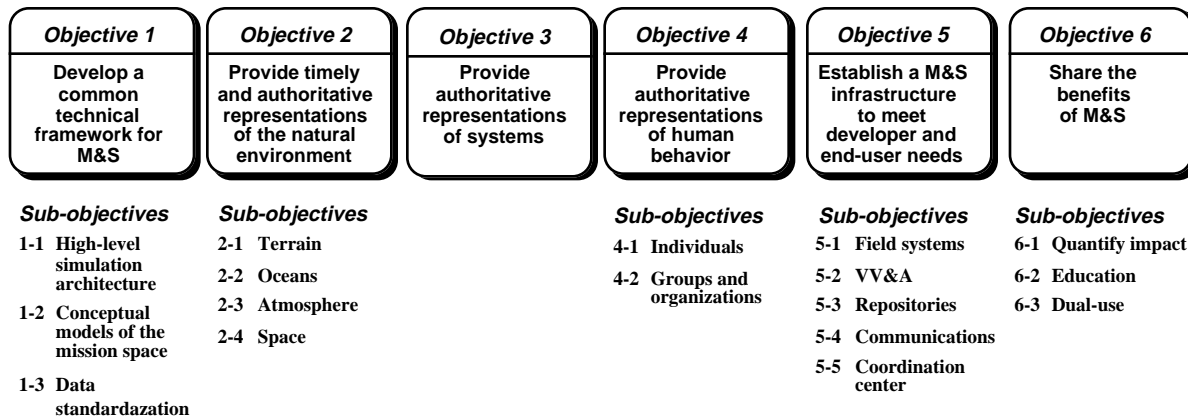 Objective 1
Develop a
common
technical
framework for
M&S
Sub-objectives
1-1 High-level
simulation
architecture
1-2 Conceptual
models of the
mission space
1-3 Data
standardazation
Objective 2
Provide timely
and authoritative
representations
of the natural
environment
Sub-objectives
2-1 Terrain
2-2 Oceans
2-3 Atmosphere
2-4 Space
Objective 3
Provide
authoritative
representations
of systems
Objective 4
Provide
authoritative
representations
of human
behavior
Sub-objectives
4-1 Individuals
4-2 Groups and
organizations
Objective 5
Establish a M&S
infrastructure
to meet
developer and
end-user needs
Sub-objectives
5-1 Field systems
5-2 VV&A
5-3 Repositories
5-4 Communications
5-5 Coordination
center
Objective 6
Share the
benefits
of M&S
Sub-objectives
6-1 Quantify impact
6-2 Education
6-3 Dual-use